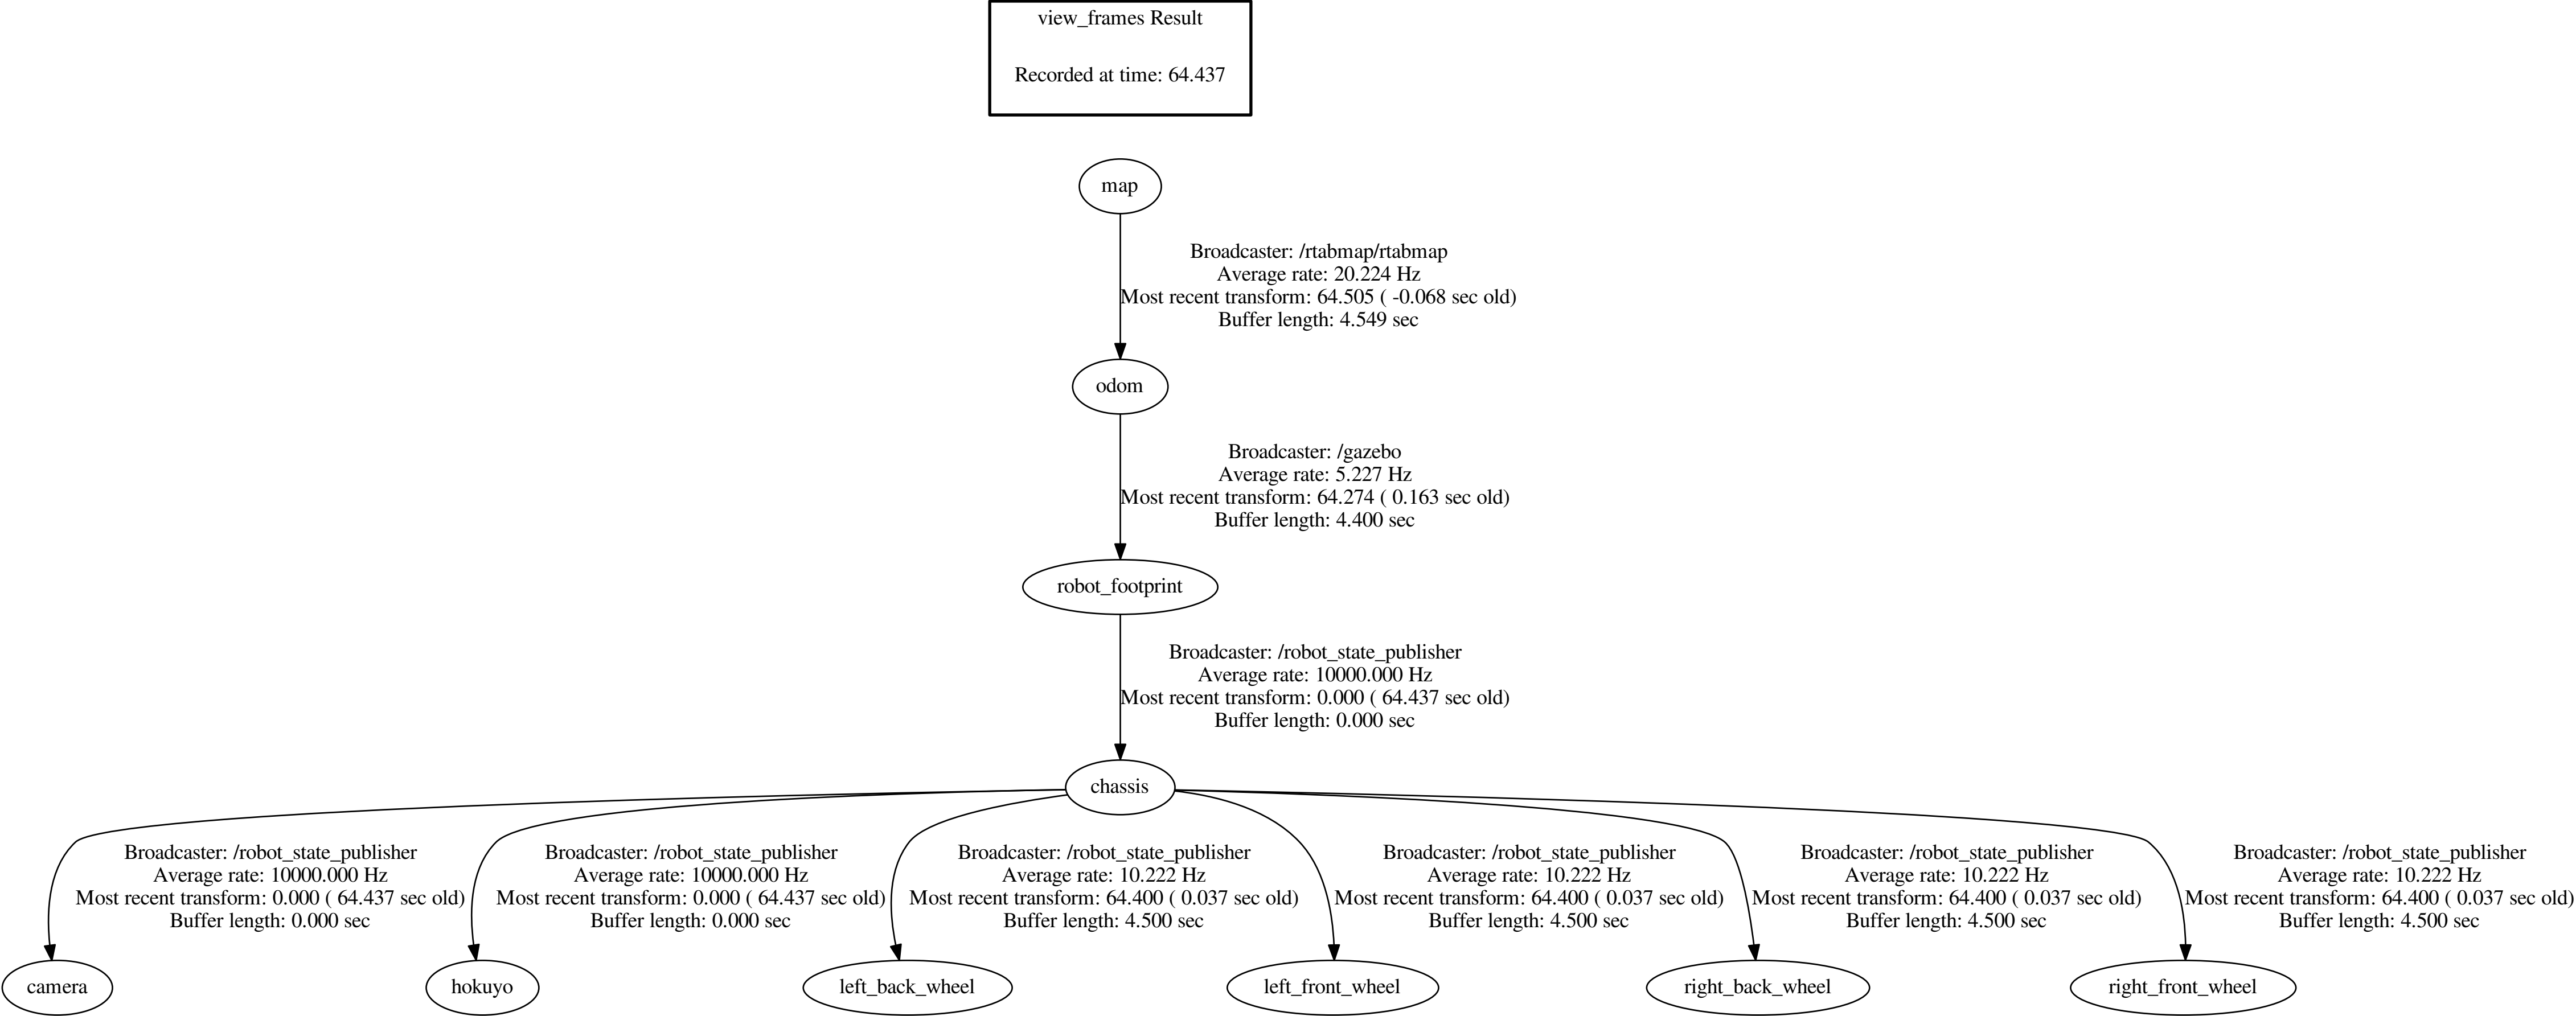 view_frames Result
Recorded at time: 64.437
map
Broadcaster: /rtabmap/rtabmap
Average rate: 20.224 Hz
Most recent transform: 64.505 ( -0.068 sec old)
Buffer length: 4.549 sec
odom
Broadcaster: /gazebo
Average rate: 5.227 Hz
Most recent transform: 64.274 ( 0.163 sec old)
Buffer length: 4.400 sec
robot_footprint
Broadcaster: /robot_state_publisher
Average rate: 10000.000 Hz
Most recent transform: 0.000 ( 64.437 sec old)
Buffer length: 0.000 sec
chassis
Broadcaster: /robot_state_publisher
Average rate: 10000.000 Hz
Most recent transform: 0.000 ( 64.437 sec old)
Buffer length: 0.000 sec
Broadcaster: /robot_state_publisher
Average rate: 10000.000 Hz
Most recent transform: 0.000 ( 64.437 sec old)
Buffer length: 0.000 sec
Broadcaster: /robot_state_publisher
Average rate: 10.222 Hz
Most recent transform: 64.400 ( 0.037 sec old)
Buffer length: 4.500 sec
Broadcaster: /robot_state_publisher
Average rate: 10.222 Hz
Most recent transform: 64.400 ( 0.037 sec old)
Buffer length: 4.500 sec
Broadcaster: /robot_state_publisher
Average rate: 10.222 Hz
Most recent transform: 64.400 ( 0.037 sec old)
Buffer length: 4.500 sec
Broadcaster: /robot_state_publisher
Average rate: 10.222 Hz
Most recent transform: 64.400 ( 0.037 sec old)
Buffer length: 4.500 sec
camera
hokuyo
left_back_wheel
left_front_wheel
right_back_wheel
right_front_wheel